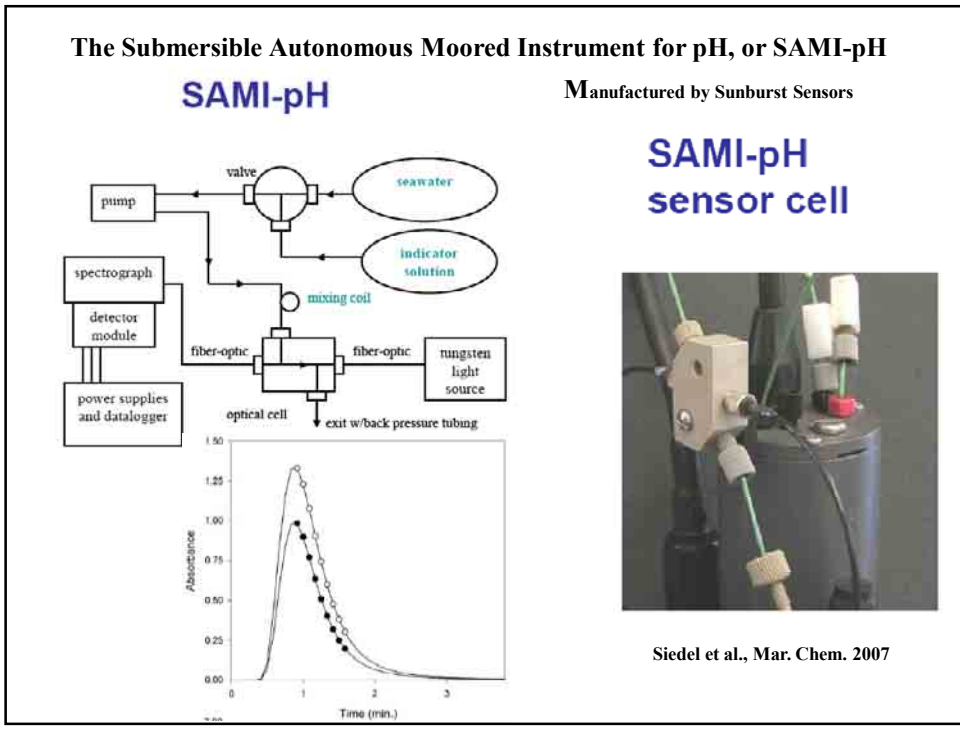 The Submersible Autonomous Moored Instrument for pH, or SAMI-pH
SAMI-pH
Manufactured by Sunburst Sensors
SAMI-pH
sensor cell
valve
seawater
pump
indicator
solution
spectrograph
mixing coil
detector
module
fiber-optic
fiber-optic
tungsten
light
source
power supplies
and datalogger
optical cell
exit w/back pressure tubing
1.50
1.25
1.00
0.75
0.50
0.25
0.00
Absorbance
0
1
2
3
Time (min.)
Siedel et al., Mar. Chem. 2007